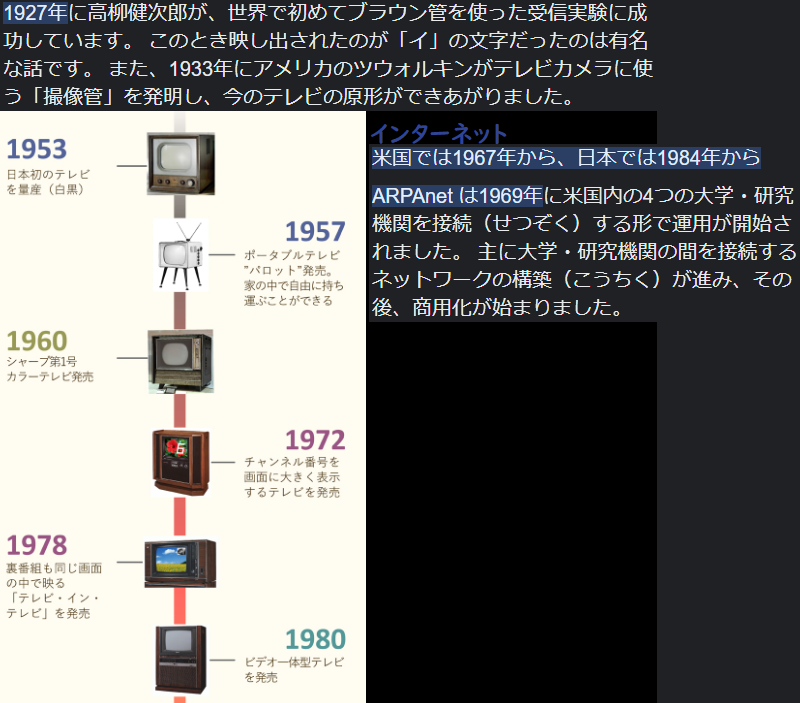 1927年に高柳健次郎が、世界で初めてブラウン管を使った受信実験に成
功しています。 このとき映し出されたのが「イ」の文字だったのは有名
な話です。 また、1933年にアメリカのツウォルキンがテレビカメラに使
う「撮像管」を発明し、今のテレビの原形ができあがりました。
1953
日本初のテレビ
を量産（白黒）
1957
ポータブルテレビ
"パロット"発売。
家の中で自由に持ち
運ぶことができる
1960
シャープ第1号
カラーテレビ発売
1972
チャンネル番号を
画面に大きく表示
するテレビを発売
6
1978
裏番組も同じ画面
の中で映る
「テレビ・イン・
テレビ」を発売
1980
ビデオ一体型テレビ
を発売
インターネット
米国では1967年から、日本では1984年から
ARPAnet は1969年に米国内の4つの大学・研究
機関を接続（せつぞく）する形で運用が開始さ
れました。 主に大学・研究機関の間を接続する
ネットワークの構築（こうちく）が進み、その
後、商用化が始まりました。